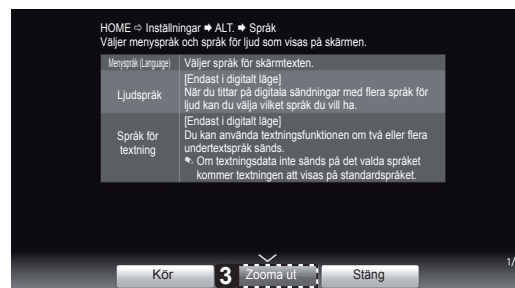 HOME ⇨ Inställningar ➡ ALT. ➡ Språk
Väljer menyspråk och språk för ljud som visas på skärmen.
Menyspråk (Language) Väljer språk för skärmtexten.
Ljudspråk
[Endast i digitalt läge]
När du tittar på digitala sändningar med flera språk för
ljud kan du välja vilket språk du vill ha.
Språk för
textning
[Endast i digitalt läge]
Du kan använda textningsfunktionen om två eller flera
undertextspråk sänds.
✎ Om textningsdata inte sänds på det valda språket
kommer textningen att visas på standardspråket.
1/
Kör 3 Zooma ut Stäng